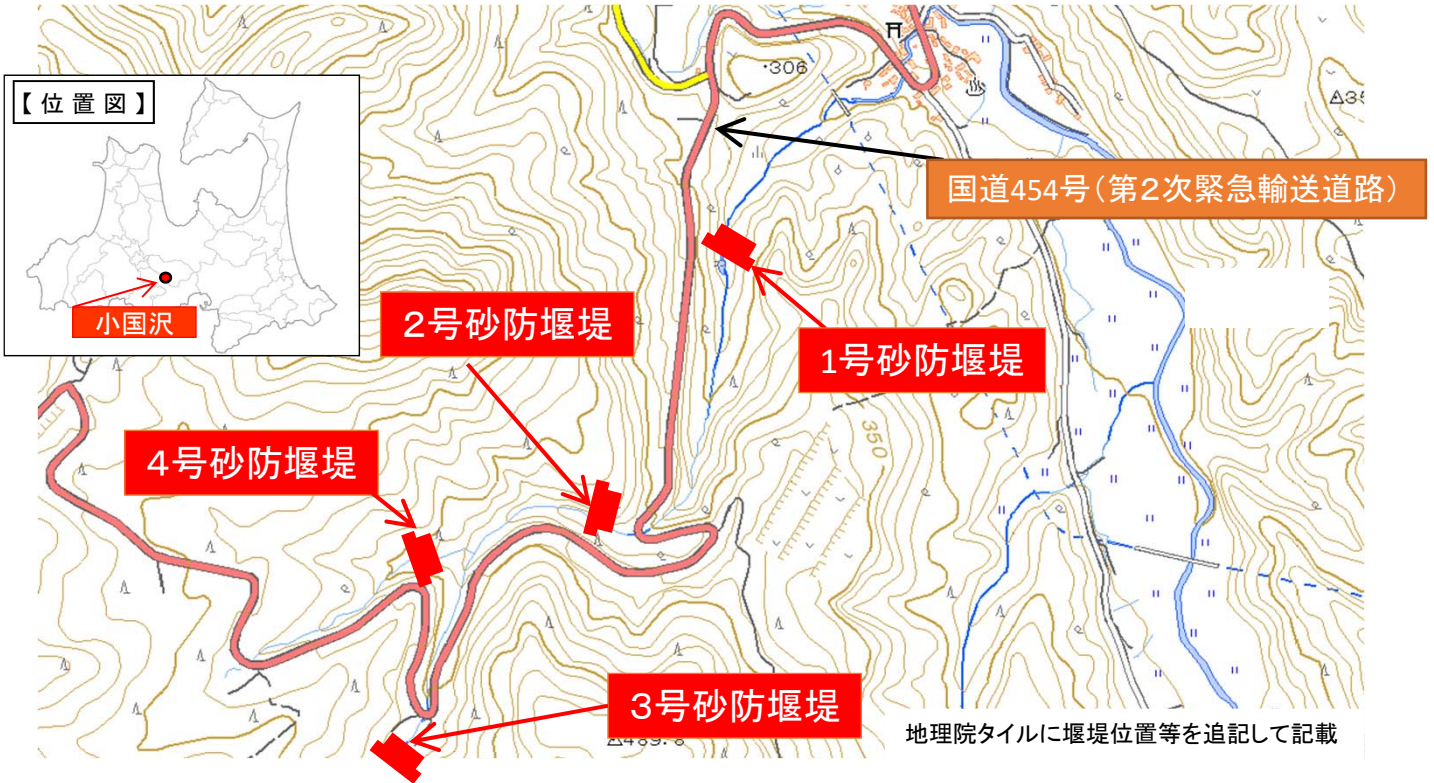 ・306
【位置図】
国道454号（第２次緊急輸送道路）
小国沢
２号砂防堰堤
1号砂防堰堤
350
４号砂防堰堤
３号砂防堰堤
地理院タイルに堰堤位置等を追記して記載